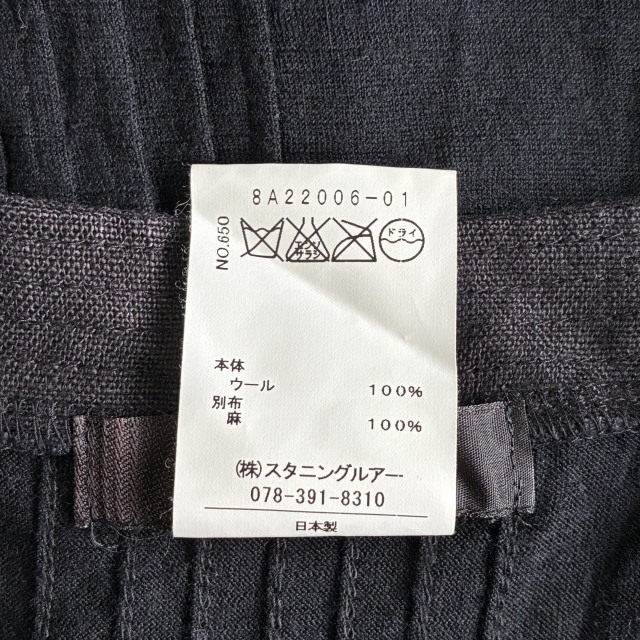 8A22006-01
NO.650
エンソ
サラシ
ドライ
本体
ウール 100%
別布
麻 100%
(株)スタニングルアー
078-391-8310
日本製